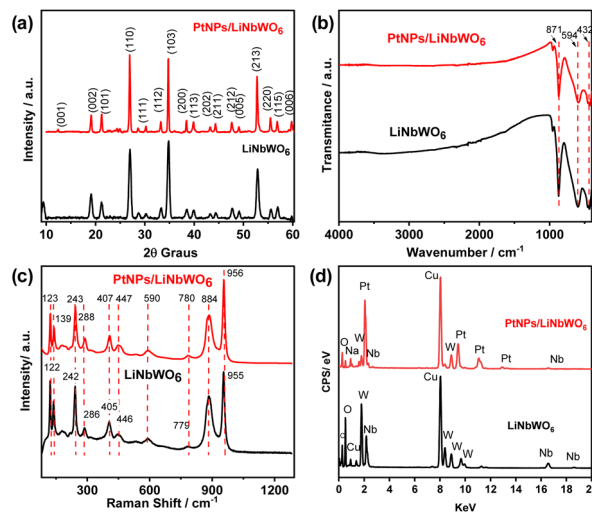 (a)
PtNPs/LiNbWO6
(001)
(002)
(101)
(110)
(111)
(112)
(103)
(200)
(113)
(202)
(211)
(212)
(005)
(213)
(220)
(115)
(006)
LiNbWO6
Intensity / a.u.
10 20 30 40 50 60
2θ Graus
(b)
871 594 432
PtNPs/LiNbWO6
LiNbWO6
Transmitance / a.u.
4000 3000 2000 1000 400
Wavenumber / cm-1
(c)
PtNPs/LiNbWO6
956
123 243 407 447 590 780 884
139 288
LiNbWO6
122 242 955
286 405 446 779
Intensity/ a.u.
300 600 900 1200
Raman Shift / cm-1
(d)
Cu
Pt
PtNPs/LiNbWO6
O Na W Nb W Pt Pt Pt Nb
Cu
LiNbWO6
O W
c Cu Nb W W W Nb Nb
CPS/ eV
0 2 4 6 8 10 12 14 16 18 20
KeV